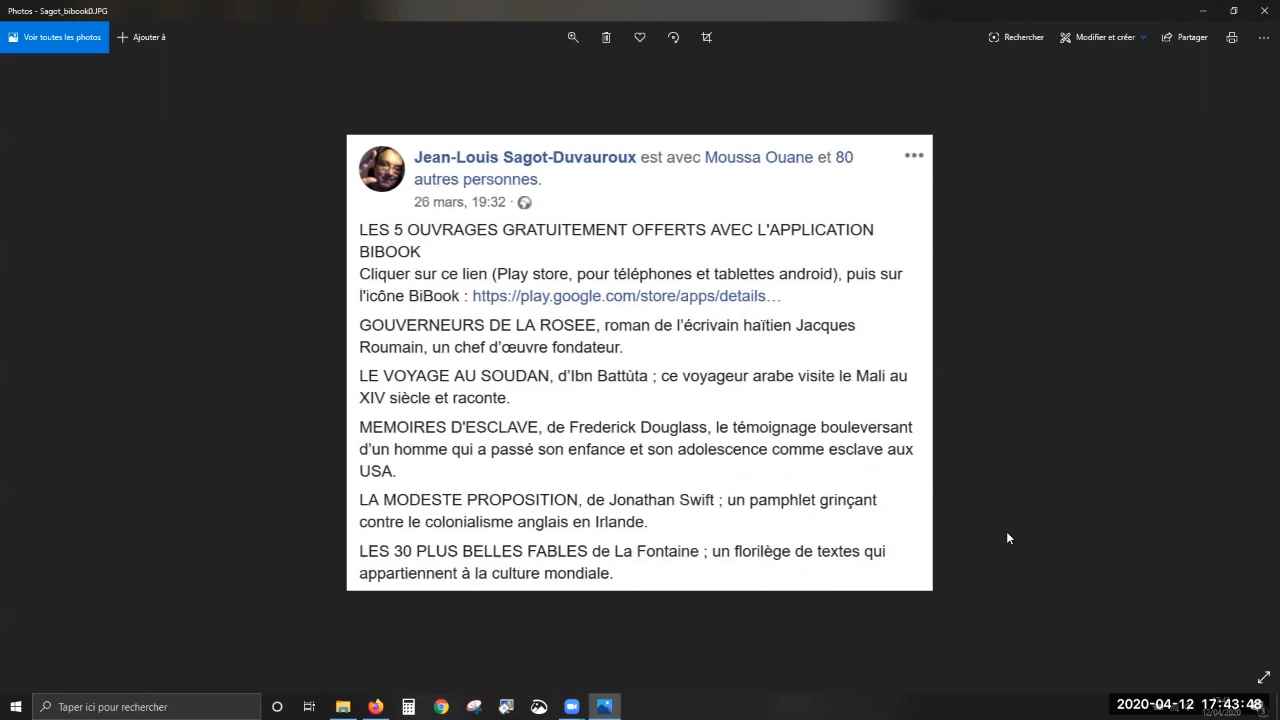 Photos - Sagot_bibook0.JPG
Voir toutes les photos
Ajouter à
Rechercher
Modifier et créer
Partager
Jean-Louis Sagot-Duvauroux est avec Moussa Ouane et 80
autres personnes.
26 mars, 19:32 ·
LES 5 OUVRAGES GRATUITEMENT OFFERTS AVEC L'APPLICATION
BIBOOK
Cliquer sur ce lien (Play store, pour téléphones et tablettes android), puis sur
l'icône BiBook : https://play.google.com/store/apps/details…
GOUVERNEURS DE LA ROSEE, roman de l’écrivain haïtien Jacques
Roumain, un chef d’œuvre fondateur.
LE VOYAGE AU SOUDAN, d’Ibn Battùta ; ce voyageur arabe visite le Mali au
XIV siècle et raconte.
MEMOIRES D'ESCLAVE, de Frederick Douglass, le témoignage bouleversant
d’un homme qui a passé son enfance et son adolescence comme esclave aux
USA.
LA MODESTE PROPOSITION, de Jonathan Swift ; un pamphlet grinçant
contre le colonialisme anglais en Irlande.
LES 30 PLUS BELLES FABLES de La Fontaine ; un florilège de textes qui
appartiennent à la culture mondiale.
Taper ici pour rechercher
2020-04-12 17:43:48
12/04/2020